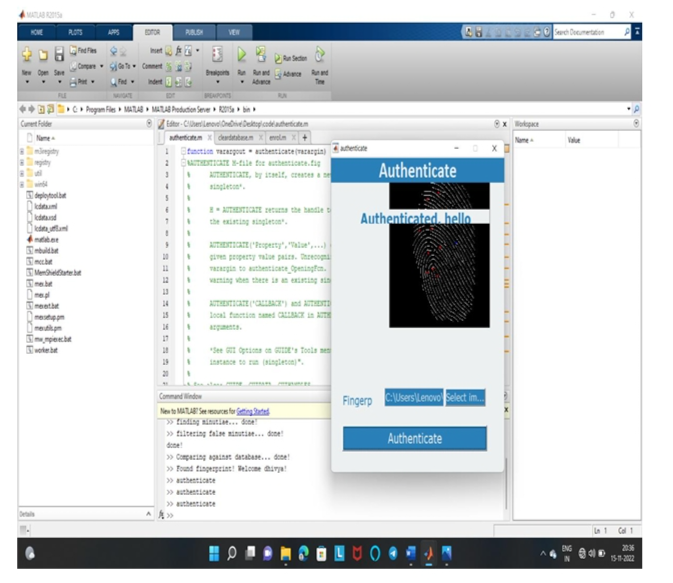 MATLAB R2015a
HOME PLOTS APPS EDITOR PUBLISH VIEW
Search Documentation
New Open Save
Find Files
Compare
Print
Go To
Find
Insert
Comment
Indent
Breakpoints
Run
Run and Advance
Run Section
Advance
Run and Time
FILE NAVIGATE EDIT BREAKPOINTS RUN
C: Program Files MATLAB MATLAB Production Server R2015a bin
Current Folder
Name
m3iregistry
registry
util
win64
deploytool.bat
lcdata.xml
lcdata.xsd
lcdata_utf8.xml
matlab.exe
mbuild.bat
mcc.bat
MemShieldStarter.bat
mex.bat
mex.pl
mexext.bat
mexsetup.pm
mexutils.pm
mw_mpiexec.bat
worker.bat
Details
Editor - C:\Users\Lenovo\OneDrive\Desktop\code\authenticate.m
authenticate.m cleardatabase.m enrol.m
1 function varargout = authenticate(varargin)
2 %AUTHENTICATE M-file for authenticate.fig
3 % AUTHENTICATE, by itself, creates a ne
4 % singleton*.
5 %
6 % H = AUTHENTICATE returns the handle t
7 % the existing singleton*.
8 %
9 % AUTHENTICATE('Property','Value',...)
10 % given property value pairs. Unrecogni
11 % varargin to authenticate_OpeningFcn.
12 % warning when there is an existing sin
13 %
14 % AUTHENTICATE('CALLBACK') and AUTHENTI
15 % local function named CALLBACK in AUTH
16 % arguments.
17 %
18 % *See GUI Options on GUIDE's Tools men
19 % instance to run (singleton)".
20 %
Command Window
New to MATLAB? See resources for Getting Started.
>> finding minutiae... done!
>> filtering false minutiae... done!
done!
>> Comparing against database... done!
>> Found fingerprint! Welcome dhivya!
>> authenticate
>> authenticate
>> authenticate
fx >>
authenticate
Authenticate
Authenticated, hello
Fingerp
C:\Users\Lenovo\
Select im...
Authenticate
Workspace
Name Value
Ln 1 Col 1
ENG
IN
20:36
15-11-2022